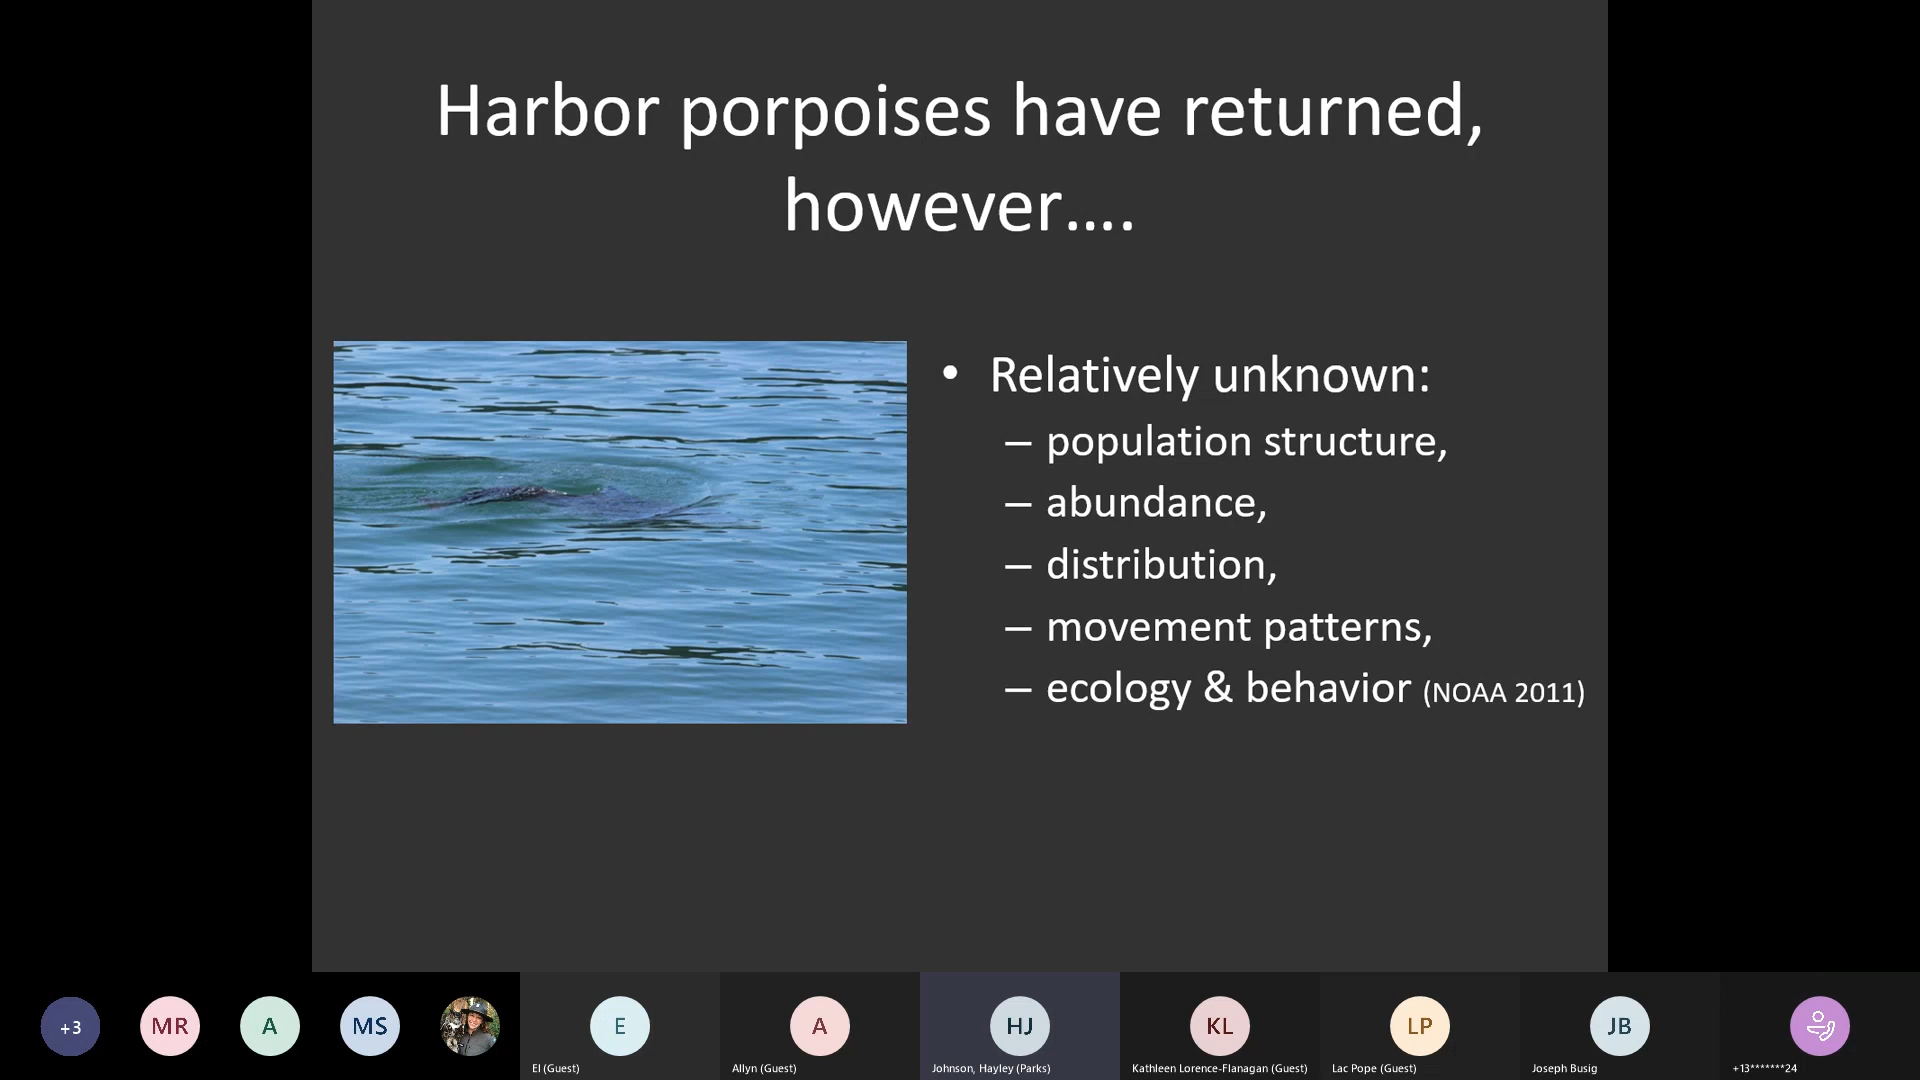 Harbor porpoises have returned,
however....
• Relatively unknown:
– population structure,
– abundance,
– distribution,
– movement patterns,
– ecology & behavior (NOAA 2011)
+3
MR
A
MS
E
A
HJ
KL
LP
JB
El (Guest)
Allyn (Guest)
Johnson, Hayley (Parks)
Kathleen Lorence-Flanagan (Guest)
Lac Pope (Guest)
Joseph Busig
+13*******24